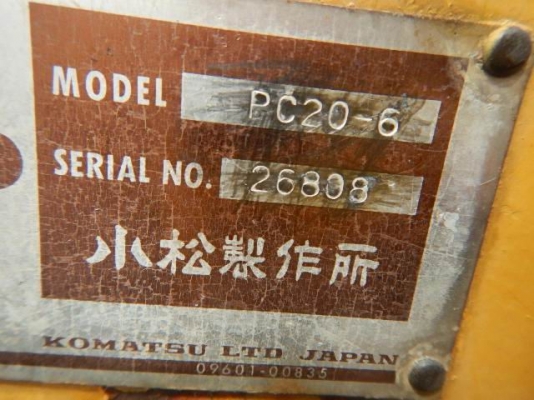 MODEL PC20-6
SERIAL NO. 26808
小松製作所
KOMATSU LTD JAPAN
09601-00835